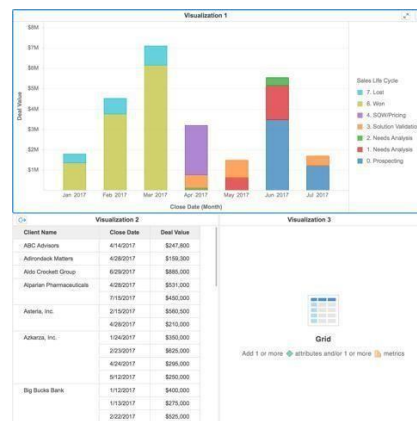 Visualization 1
$8M
$7M
$6M
$5M
$4M
$3M
$2M
$1M
Deal Value
Jan 2017 Feb 2017 Mar 2017 Apr 2017 May 2017 Jun 2017 Jul 2017
Close Date (Month)
Sales Life Cycle
7. Lost
6. Won
4. SOW/Pricing
3. Solution Validatio
2. Needs Analysis
1. Needs Analysis
0. Prospecting
Visualization 2
Client Name Close Date Deal Value
ABC Advisors 4/14/2017 $247,800
Adirondack Matters 4/28/2017 $159,300
Aldo Crockett Group 6/29/2017 $885,000
Alparian Pharmaceuticals 4/28/2017 $531,000
7/15/2017 $450,000
Asteria, Inc. 2/15/2017 $560,500
4/28/2017 $210,000
Azkarza, Inc. 1/24/2017 $350,000
2/23/2017 $825,000
4/24/2017 $295,000
5/12/2017 $250,000
Big Bucks Bank 1/12/2017 $400,000
1/13/2017 $275,000
2/22/2017 $525,000
Visualization 3
Grid
Add 1 or more attributes and/or 1 or more metrics